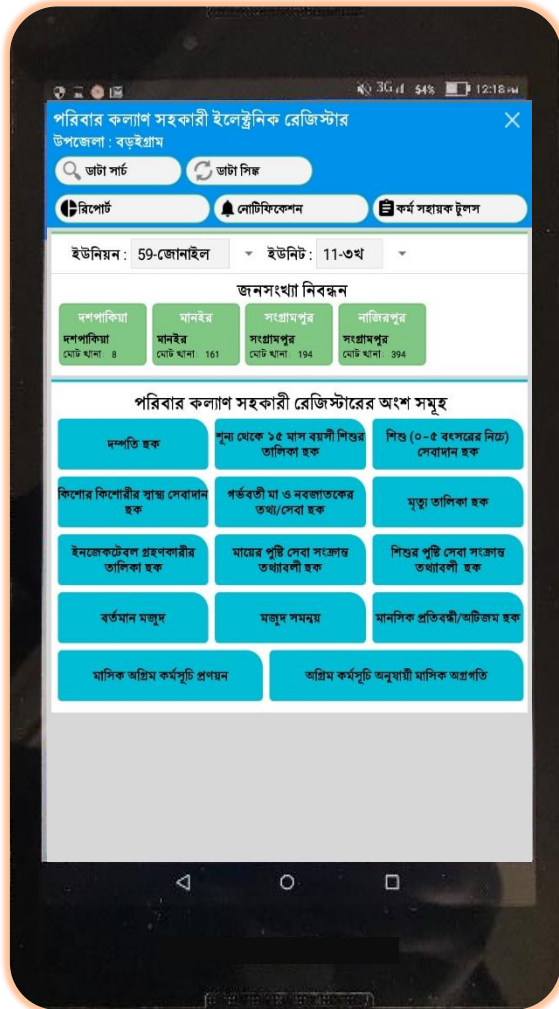 3G 54% 12:18 PM
পরিবার কল্যাণ সহকারী ইলেক্ট্রনিক রেজিস্টার
উপজেলা : বড়ইগ্রাম
ডাটা সার্চ ডাটা সিঙ্ক
রিপোর্ট নোটিফিকেশন কর্ম সহায়ক টুলস
ইউনিয়ন : 59-জোনাইল ইউনিট : 11-৩খ
জনসংখ্যা নিবন্ধন
দশপাকিয়া মানইর সংগ্রামপুর নাজিরপুর
দশপাকিয়া মানইর সংগ্রামপুর সংগ্রামপুর
মোট খানা: 8 মোট খানা: 161 মোট খানা: 194 মোট খানা: 394
পরিবার কল্যাণ সহকারী রেজিস্টারের অংশ সমূহ
দম্পতি ছক
শূন্য থেকে ১৫ মাস বয়সী শিশুর
তালিকা ছক
শিশু (০-৫ বৎসরের নিচে)
সেবাদান ছক
কিশোর কিশোরীর স্বাস্থ্য সেবাদান
ছক
গর্ভবতী মা ও নবজাতকের
তথ্য/সেবা ছক
মৃত্যু তালিকা ছক
ইনজেকটেবল গ্রহণকারীর
তালিকা ছক
মায়ের পুষ্টি সেবা সংক্রান্ত
তথ্যাবলী ছক
শিশুর পুষ্টি সেবা সংক্রান্ত
তথ্যাবলী ছক
বর্তমান মজুদ
মজুদ সমন্বয়
মানসিক প্রতিবন্ধী/অটিজম ছক
মাসিক অগ্রিম কর্মসূচি প্রণয়ন
অগ্রিম কর্মসূচি অনুযায়ী মাসিক অগ্রগতি